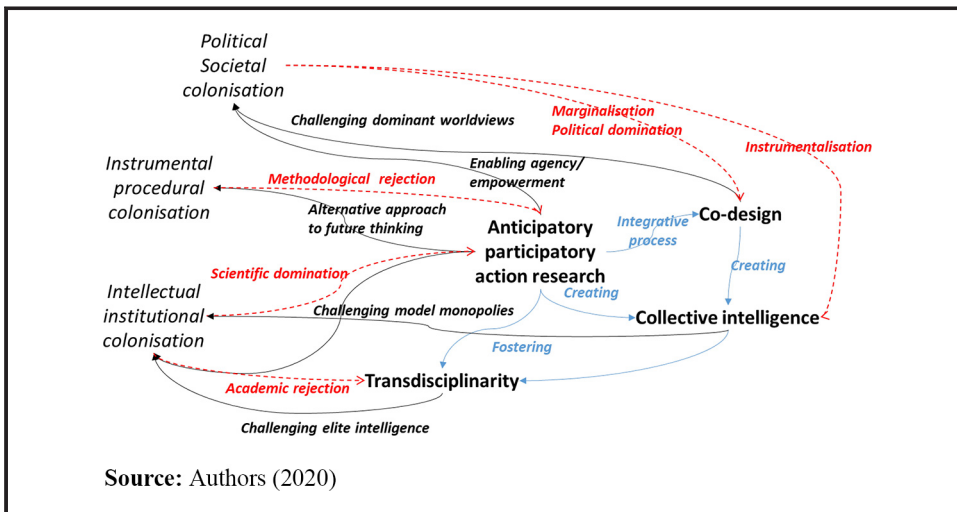 Political
Societal
colonisation
Challenging dominant worldviews
Marginalisation
Political domination
Instrumentalisation
Instrumental
procedural
colonisation
Methodological rejection
Enabling agency/
empowerment
Alternative approach
to future thinking
Anticipatory
participatory
action research
Integrative
process
Co-design
Scientific domination
Creating
Creating
Intellectual
institutional
colonisation
Challenging model monopolies
Collective intelligence
Fostering
Academic rejection
Transdisciplinarity
Challenging elite intelligence
Source: Authors (2020)